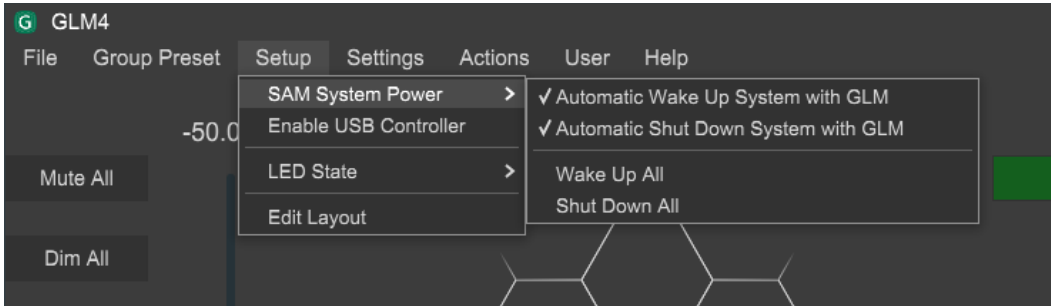 G GLM4
File Group Preset Setup Settings Actions User Help
SAM System Power >
✓ Automatic Wake Up System with GLM
✓ Automatic Shut Down System with GLM
Wake Up All
Shut Down All
Enable USB Controller
LED State >
Edit Layout
-50.0
Mute All
Dim All